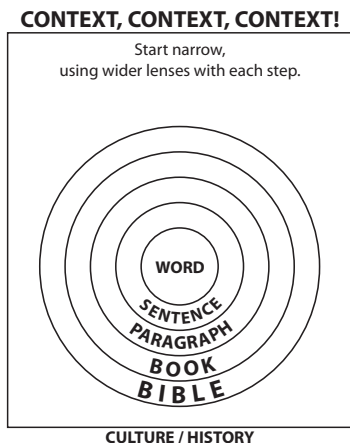 CONTEXT, CONTEXT, CONTEXT!
Start narrow,
using wider lenses with each step.
WORD
SENTENCE
PARAGRAPH
BOOK
BIBLE
CULTURE / HISTORY